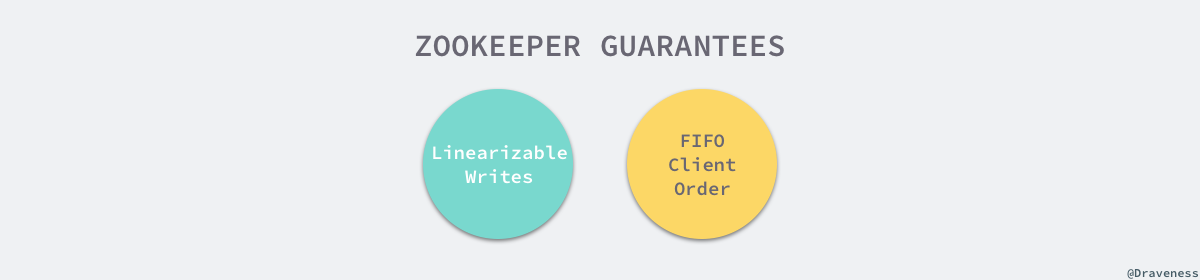 ZOOKEEPER GUARANTEES
Linearizable
Writes
FIFO
Client
Order
@Draveness